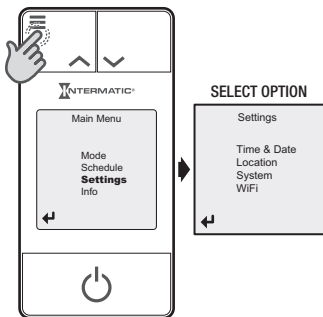 INTERMATIC®
Main Menu
Mode
Schedule
Settings
Info
SELECT OPTION
Settings
Time & Date
Location
System
WiFi